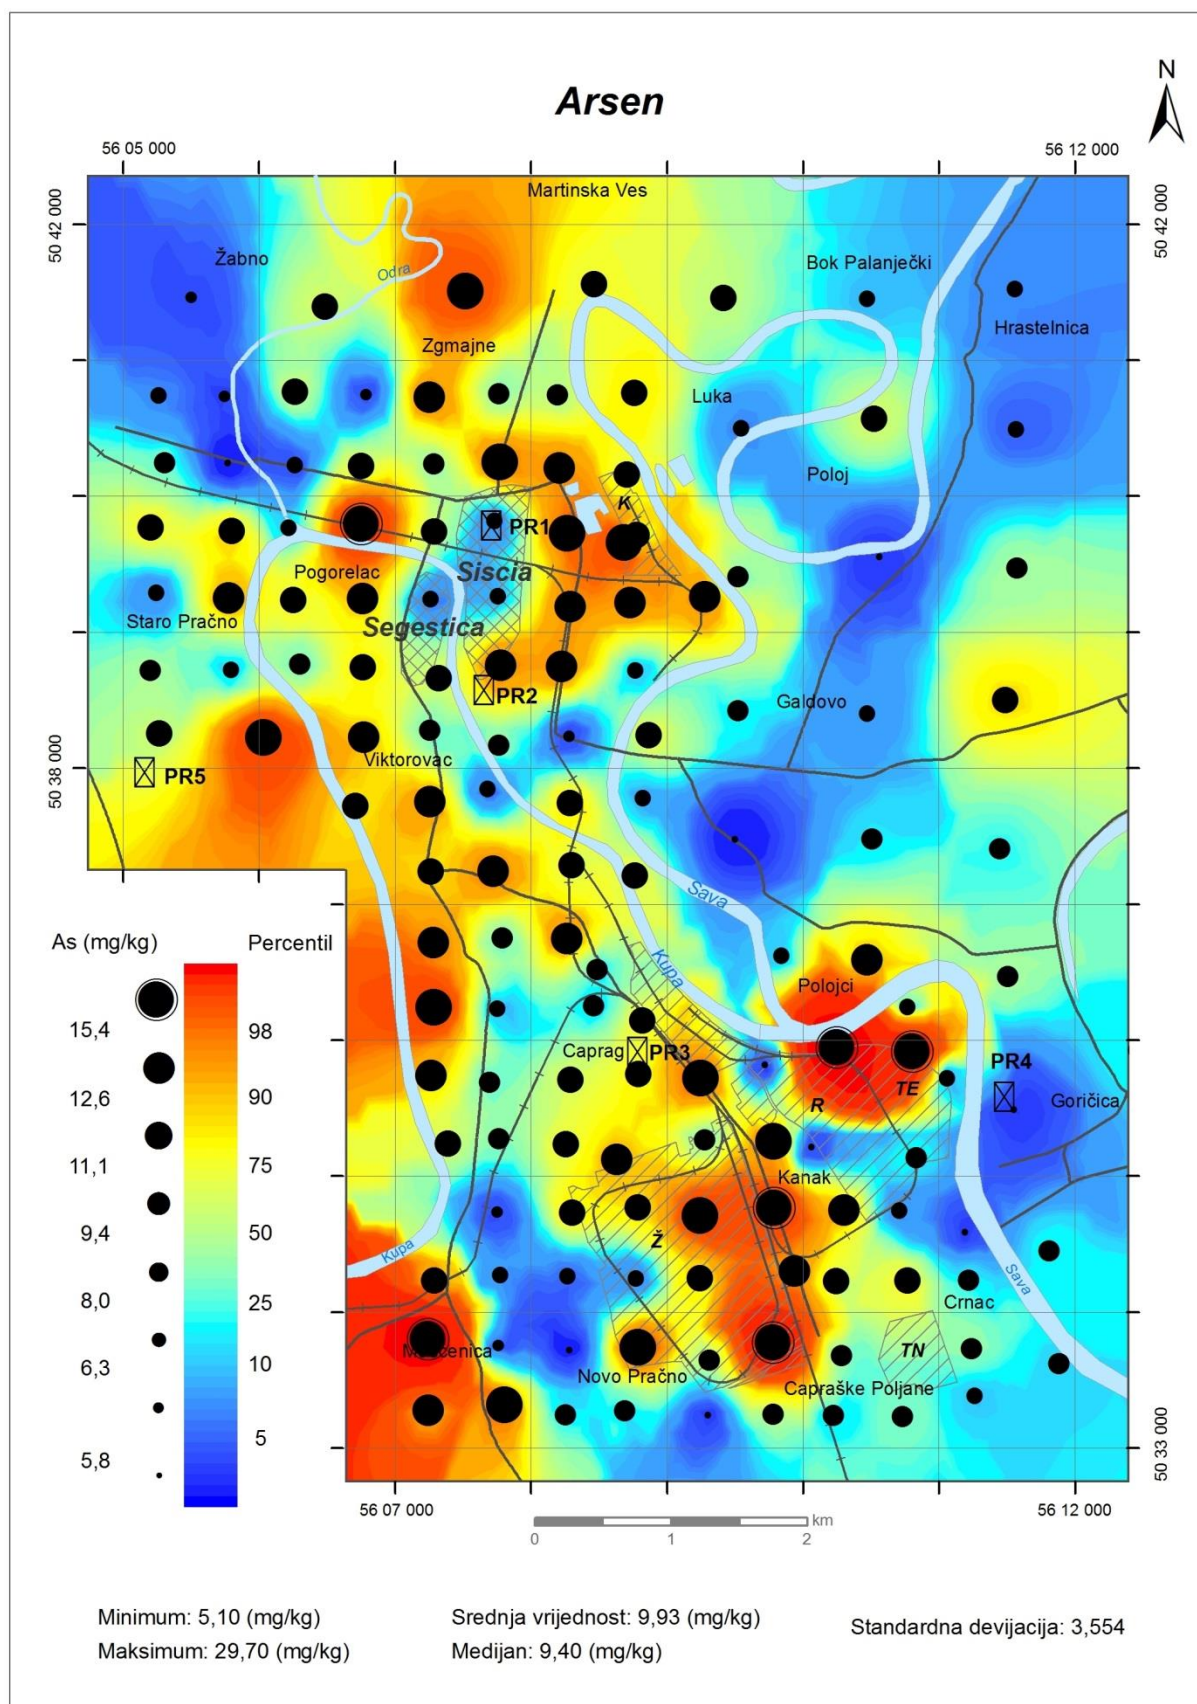 Arsen
N
56 05 000
56 12 000
Martinska Ves
50 42 000
50 42 000
Žabno
Odra
Bok Palanječki
Hrastelnica
Zgmajne
Luka
Poloj
K
PR1
Siscia
Pogorelac
Segestica
Staro Pračno
PR2
Galdovo
Viktorovac
50 38 000
PR5
Sava
As (mg/kg)
Percentil
Kupa
Polojci
15,4
98
Caprag
PR3
PR4
TE
R
Goričica
12,6
90
11,1
75
Kanak
9,4
50
Ž
Kupa
Sava
8,0
25
Crnac
6,3
10
TN
Novo Pračno
Capraške Poljane
5,8
5
50 33 000
56 07 000
56 12 000
km
0
1
2
Minimum: 5,10 (mg/kg)
Srednja vrijednost: 9,93 (mg/kg)
Standardna devijacija: 3,554
Maksimum: 29,70 (mg/kg)
Medijan: 9,40 (mg/kg)